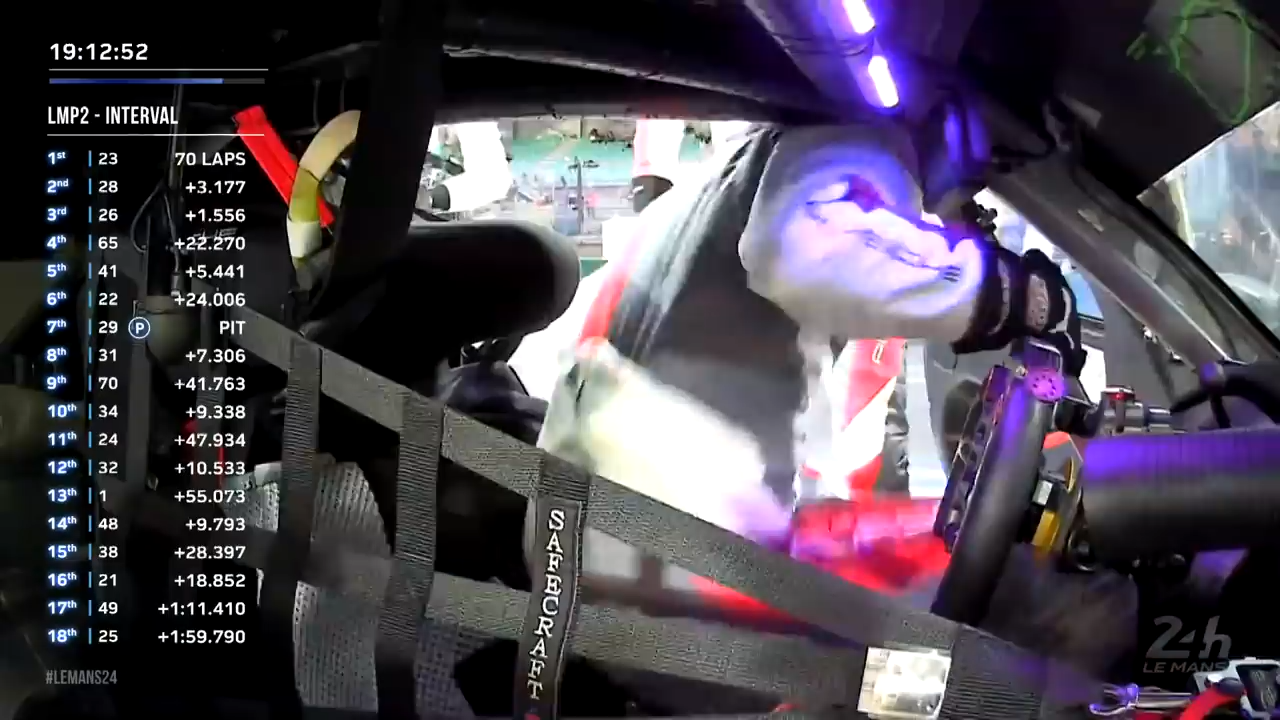 19:12:52
LMP2 - INTERVAL
1st 23 70 LAPS
2nd 28 +3.177
3rd 26 +1.556
4th 65 +22.270
5th 41 +5.441
6th 22 +24.006
7th 29 P PIT
8th 31 +7.306
9th 70 +41.763
10th 34 +9.338
11th 24 +47.934
12th 32 +10.533
13th 1 +55.073
14th 48 +9.793
15th 38 +28.397
16th 21 +18.852
17th 49 +1:11.410
18th 25 +1:59.790
#LEMANS24
SAFECRAFT
24h
LE MANS